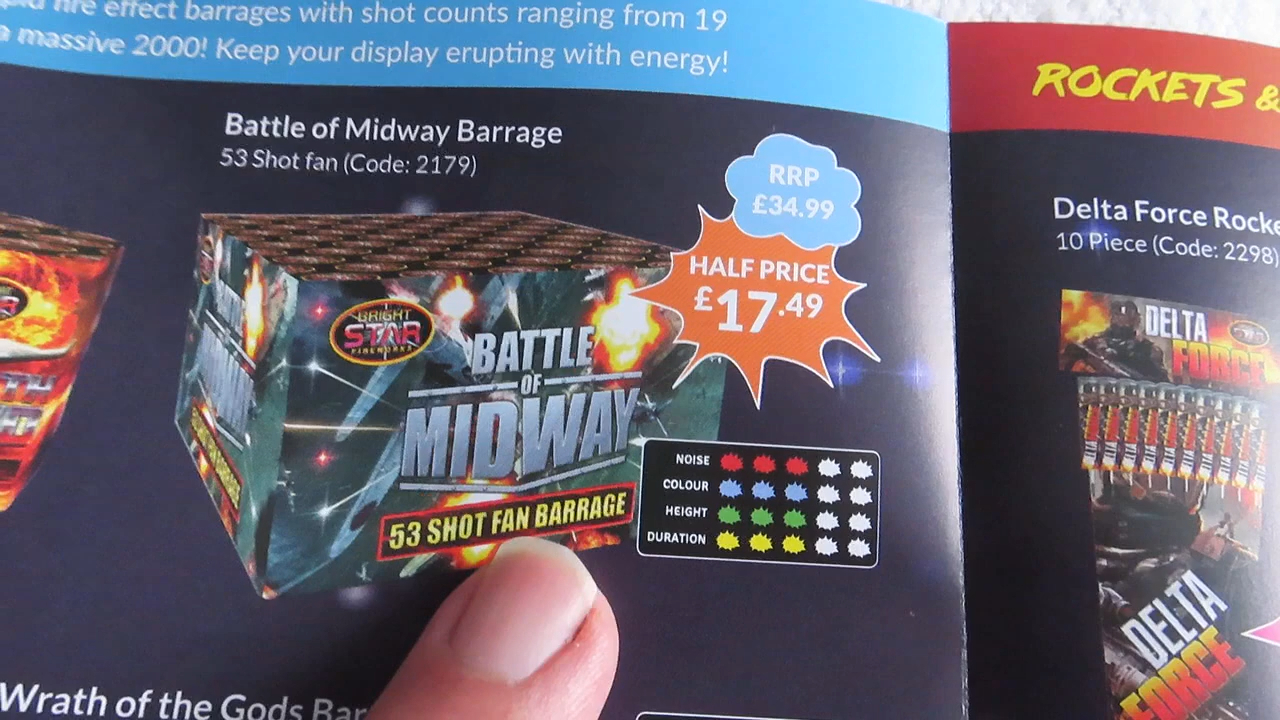 fire effect barrages with shot counts ranging from 19
a massive 2000! Keep your display erupting with energy!
Battle of Midway Barrage
53 Shot fan (Code: 2179)
RRP
£34.99
HALF PRICE
£17.49
BRIGHT
STAR
FIREWORKS
BATTLE
OF
MIDWAY
53 SHOT FAN BARRAGE
NOISE
COLOUR
HEIGHT
DURATION
Wrath of the Gods Bar
ROCKETS &
Delta Force Rocke
10 Piece (Code: 2298)
DELTA
FORCE
DELTA
FORCE